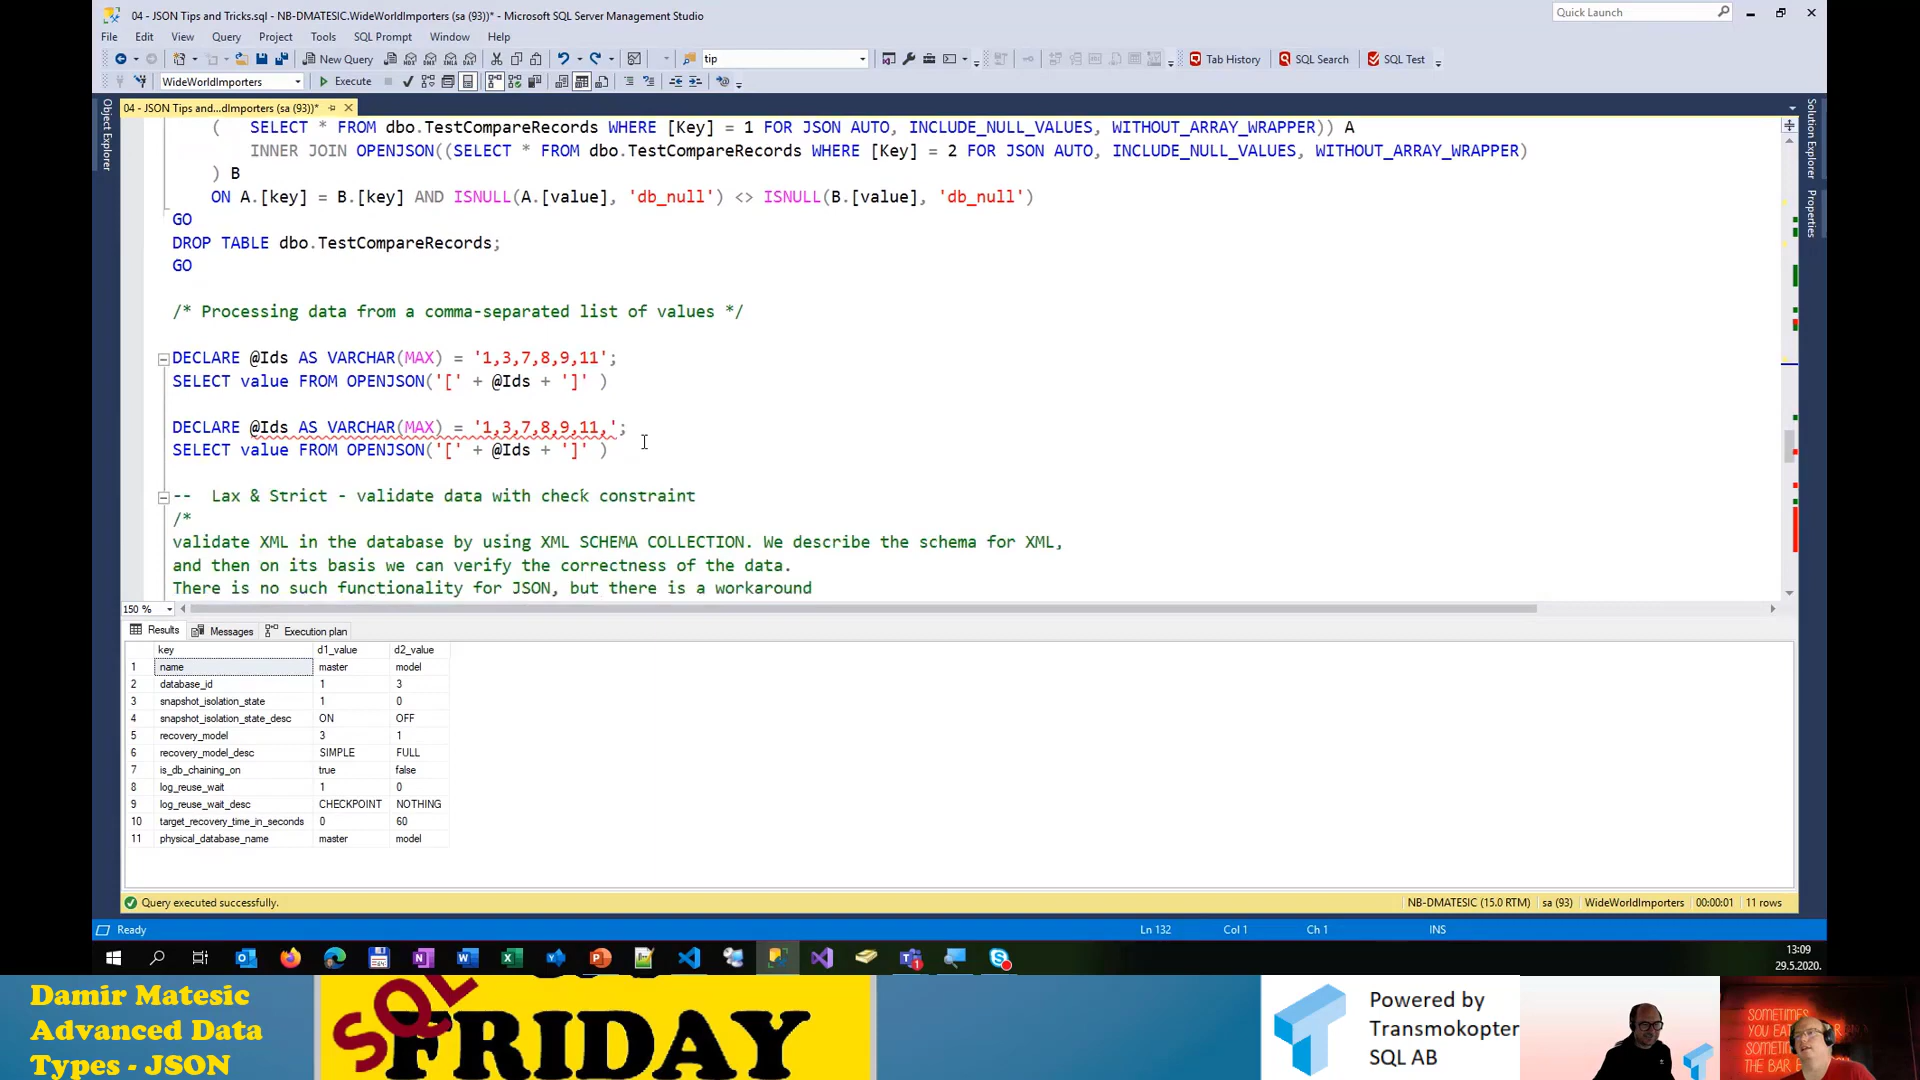 04 - JSON Tips and Tricks.sql - NB-DMATESIC.WideWorldImporters (sa (93))* - Microsoft SQL Server Management Studio
Quick Launch
File Edit View Query Project Tools SQL Prompt Window Help
New Query
tip
Tab History
SQL Search
SQL Test
WideWorldImporters
Execute
04 - JSON Tips and...dImporters (sa (93))*
Object Explorer
Solution Explorer
Properties
( SELECT * FROM dbo.TestCompareRecords WHERE [Key] = 1 FOR JSON AUTO, INCLUDE_NULL_VALUES, WITHOUT_ARRAY_WRAPPER)) A
INNER JOIN OPENJSON((SELECT * FROM dbo.TestCompareRecords WHERE [Key] = 2 FOR JSON AUTO, INCLUDE_NULL_VALUES, WITHOUT_ARRAY_WRAPPER)
) B
ON A.[key] = B.[key] AND ISNULL(A.[value], 'db_null') <> ISNULL(B.[value], 'db_null')
GO
DROP TABLE dbo.TestCompareRecords;
GO
/* Processing data from a comma-separated list of values */
DECLARE @Ids AS VARCHAR(MAX) = '1,3,7,8,9,11';
SELECT value FROM OPENJSON('[' + @Ids + ']' )
DECLARE @Ids AS VARCHAR(MAX) = '1,3,7,8,9,11,';
SELECT value FROM OPENJSON('[' + @Ids + ']' )
-- Lax & Strict - validate data with check constraint
/*
validate XML in the database by using XML SCHEMA COLLECTION. We describe the schema for XML,
and then on its basis we can verify the correctness of the data.
There is no such functionality for JSON, but there is a workaround
150 %
Results Messages Execution plan
key d1_value d2_value
1 name master model
2 database_id 1 3
3 snapshot_isolation_state 1 0
4 snapshot_isolation_state_desc ON OFF
5 recovery_model 3 1
6 recovery_model_desc SIMPLE FULL
7 is_db_chaining_on true false
8 log_reuse_wait 1 0
9 log_reuse_wait_desc CHECKPOINT NOTHING
10 target_recovery_time_in_seconds 0 60
11 physical_database_name master model
Query executed successfully.
NB-DMATESIC (15.0 RTM) sa (93) WideWorldImporters 00:00:01 11 rows
Ready
Ln 132 Col 1 Ch 1 INS
13:09
29.5.2020.
Damir Matesic
Advanced Data
Types - JSON
SQL
FRIDAY
Powered by
Transmokopter
SQL AB
SOMETIMES
YOU EAT
THE BAR